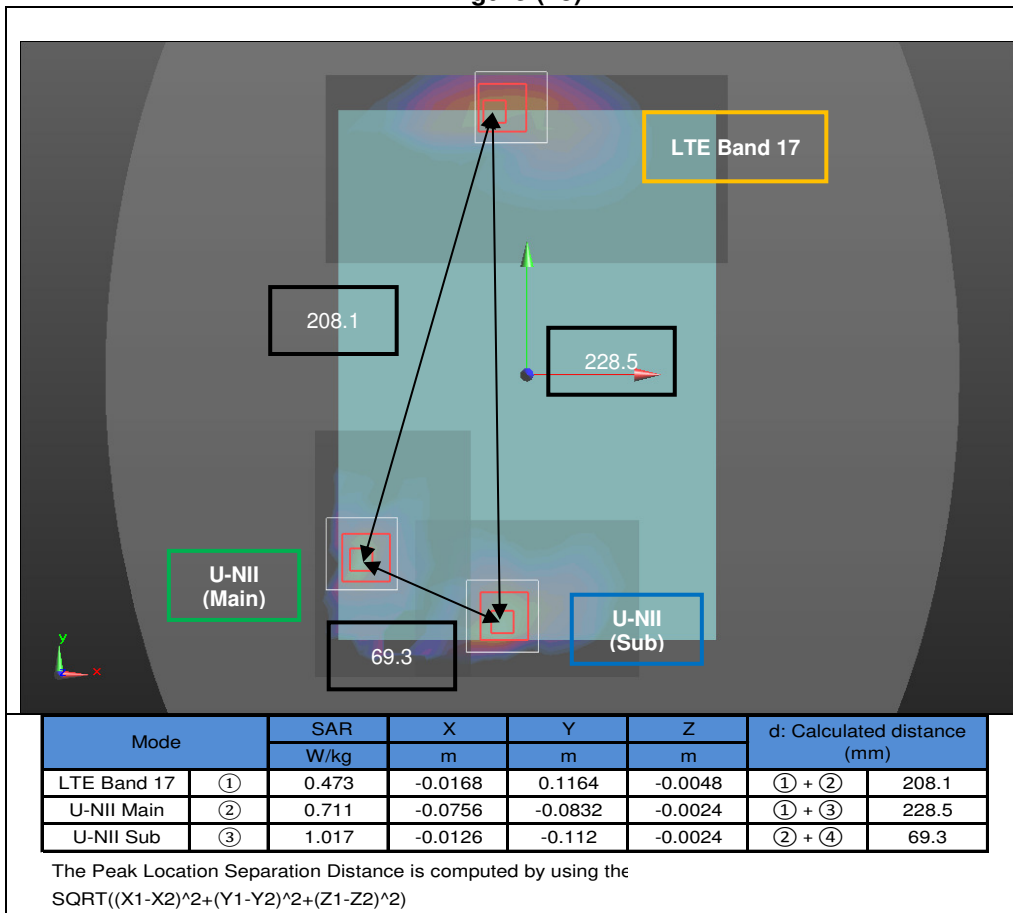 LTE Band 17
208.1
228.5
U-NII
(Main)
U-NII
(Sub)
69.3
y
x
Mode SAR X Y Z d: Calculated distance
(mm)
W/kg m m m
LTE Band 17 ① 0.473 -0.0168 0.1164 -0.0048 ① + ② 208.1
U-NII Main ② 0.711 -0.0756 -0.0832 -0.0024 ① + ③ 228.5
U-NII Sub ③ 1.017 -0.0126 -0.112 -0.0024 ② + ④ 69.3
The Peak Location Separation Distance is computed by using the
SQRT((X1-X2)^2+(Y1-Y2)^2+(Z1-Z2)^2)